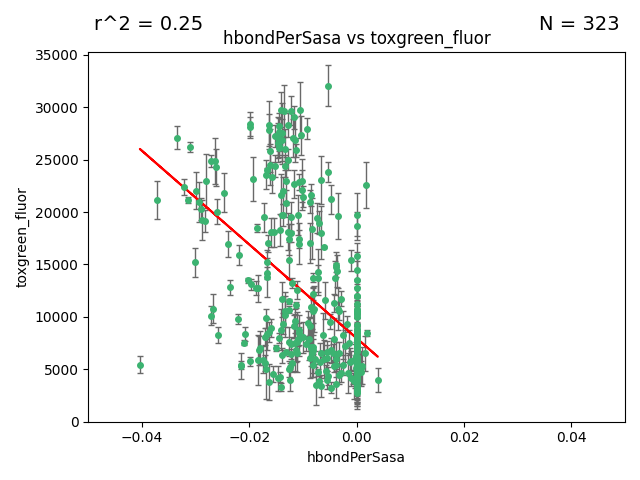 r^2 = 0.25
N = 323
hbondPerSasa vs toxgreen_fluor
35000
30000
25000
20000
15000
10000
5000
0
toxgreen_fluor
−0.04
−0.02
0.00
0.02
0.04
hbondPerSasa